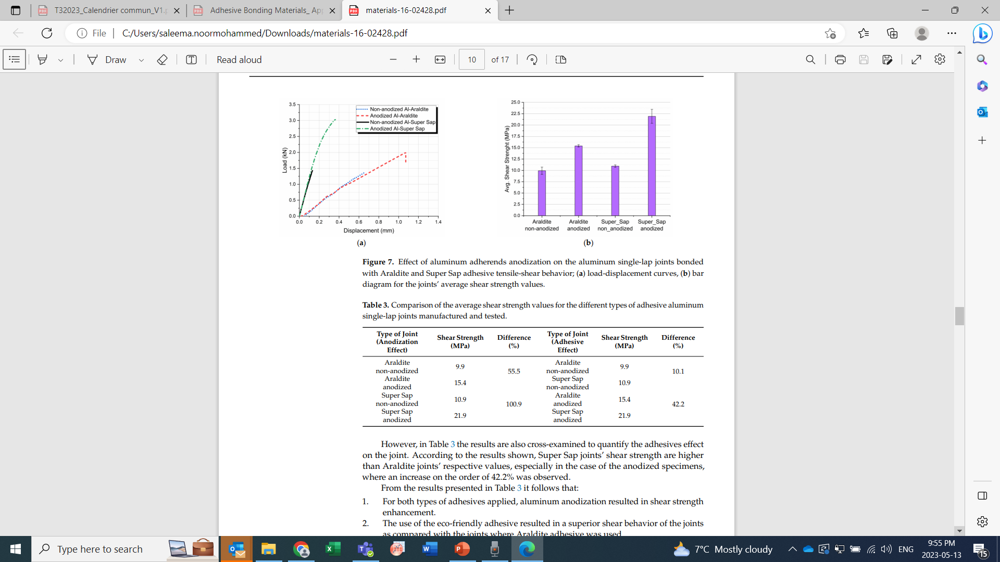 T32023_Calendrier commun_V1.p
Adhesive Bonding Materials_ Ap
materials-16-02428.pdf
File
C:/Users/saleema.noormohammed/Downloads/materials-16-02428.pdf
Draw
Read aloud
10
of 17
3.5
3.0
2.5
2.0
1.5
1.0
0.5
0.0
Load (kN)
Non-anodized Al-Araldite
Anodized Al-Araldite
Non-anodized Al-Super Sap
Anodized Al-Super Sap
0.0 0.2 0.4 0.6 0.8 1.0 1.2 1.4
Displacement (mm)
(a)
25.0
22.5
20.0
17.5
15.0
12.5
10.0
7.5
5.0
2.5
0.0
Avg. Shear Strenght (MPa)
Araldite Araldite Super_Sap Super_Sap
non-anodized anodized non_anodized anodized
(b)
Figure 7. Effect of aluminum adherends anodization on the aluminum single-lap joints bonded
with Araldite and Super Sap adhesive tensile-shear behavior; (a) load-displacement curves, (b) bar
diagram for the joints’ average shear strength values.
Table 3. Comparison of the average shear strength values for the different types of adhesive aluminum
single-lap joints manufactured and tested.
Type of Joint Type of Joint
(Anodization Shear Strength Difference (Adhesive Shear Strength Difference
Effect) (MPa) (%) Effect) (MPa) (%)
Araldite Araldite
non-anodized 9.9 55.5 non-anodized 9.9 10.1
Araldite Super Sap
anodized 15.4 non-anodized 10.9
Super Sap Araldite
non-anodized 10.9 100.9 anodized 15.4 42.2
Super Sap Super Sap
anodized 21.9 anodized 21.9
However, in Table 3 the results are also cross-examined to quantify the adhesives effect
on the joint. According to the results shown, Super Sap joints’ shear strength are higher
than Araldite joints’ respective values, especially in the case of the anodized specimens,
where an increase on the order of 42.2% was observed.
From the results presented in Table 3 it follows that:
1. For both types of adhesives applied, aluminum anodization resulted in shear strength
enhancement.
2. The use of the eco-friendly adhesive resulted in a superior shear behavior of the joints
as compared with the joints where Araldite adhesive was used.
Type here to search
7°C Mostly cloudy
ENG
9:55 PM
2023-05-13
15